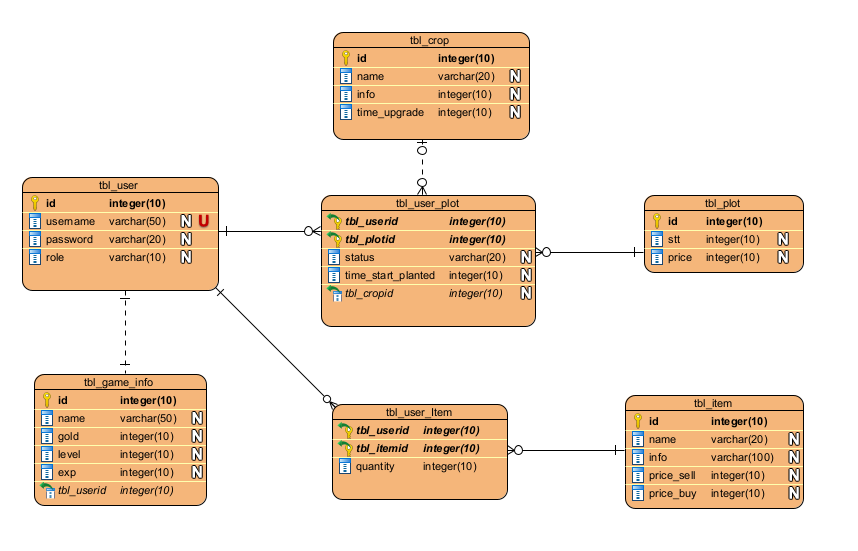 tbl_crop
id integer(10)
name varchar(20) N
info integer(10) N
time_upgrade integer(10) N
tbl_user
id integer(10)
username varchar(50) N U
password varchar(20) N
role varchar(10) N
tbl_user_plot
tbl_userid integer(10)
tbl_plotid integer(10)
status varchar(20) N
time_start_planted integer(10) N
tbl_cropid integer(10) N
tbl_plot
id integer(10)
stt integer(10) N
price integer(10) N
tbl_game_info
id integer(10)
name varchar(50) N
gold integer(10) N
level integer(10) N
exp integer(10) N
tbl_userid integer(10)
tbl_user_Item
tbl_userid integer(10)
tbl_itemid integer(10)
quantity integer(10)
tbl_item
id integer(10)
name varchar(20) N
info varchar(100) N
price_sell integer(10) N
price_buy integer(10) N